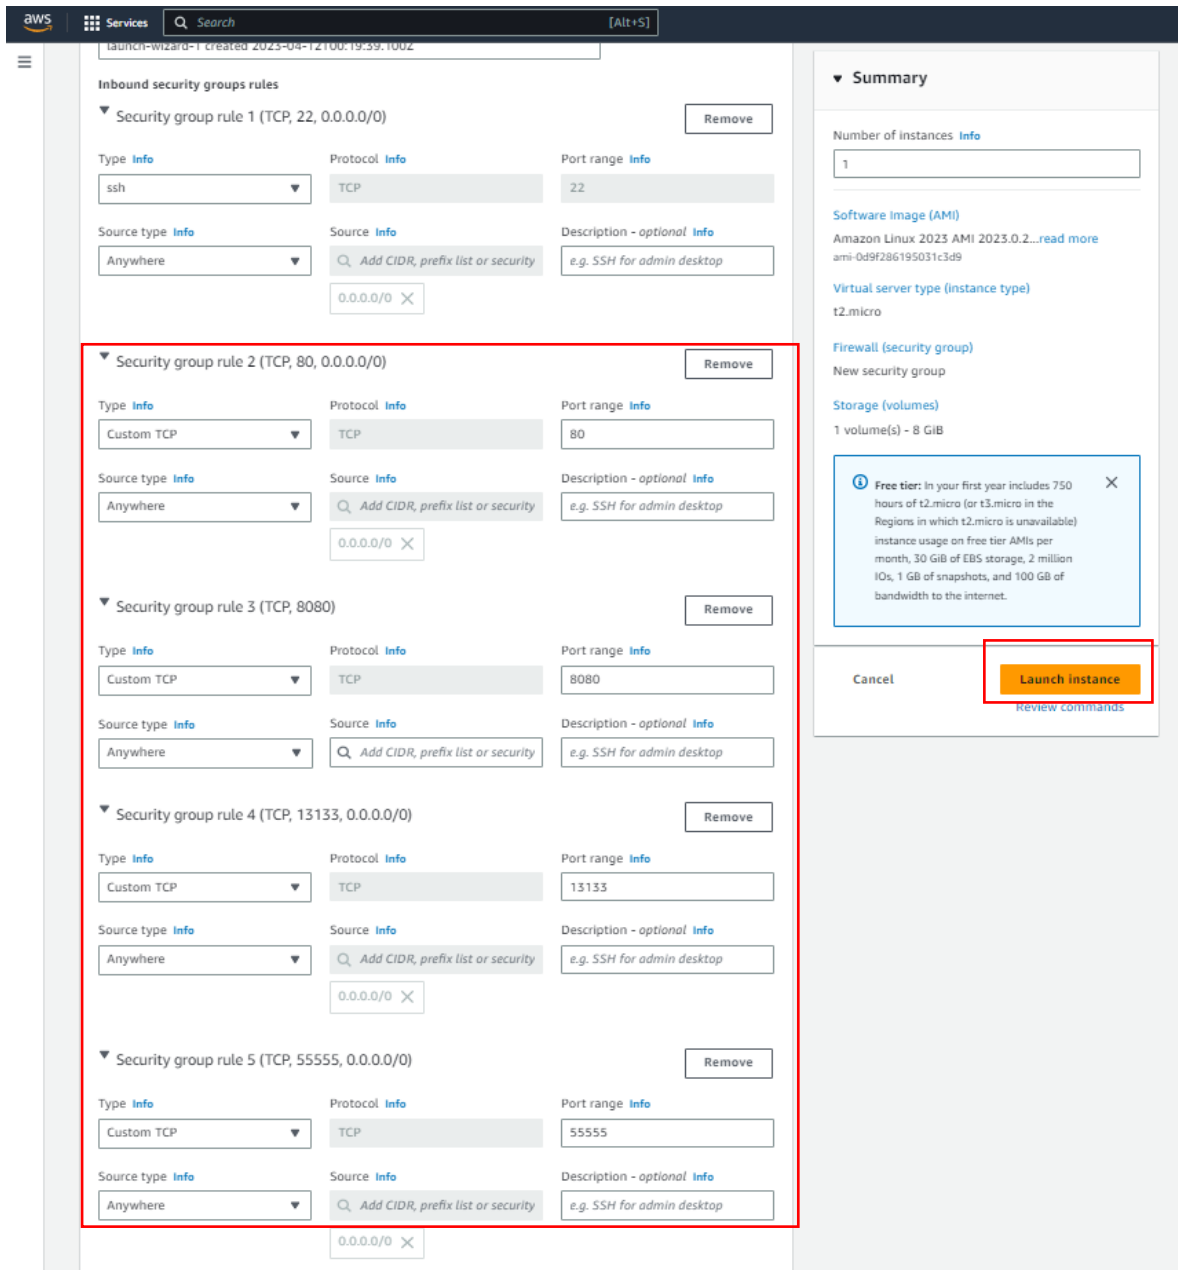 aws
Services
Search
[Alt+S]
launch-wizard-1 created 2023-04-12T00:19:39.100Z
Inbound security groups rules
Security group rule 1 (TCP, 22, 0.0.0.0/0)
Remove
Type Info
Protocol Info
Port range Info
ssh
TCP
22
Source type Info
Source Info
Description - optional Info
Anywhere
Add CIDR, prefix list or security
e.g. SSH for admin desktop
0.0.0.0/0
Security group rule 2 (TCP, 80, 0.0.0.0/0)
Remove
Type Info
Protocol Info
Port range Info
Custom TCP
TCP
80
Source type Info
Source Info
Description - optional Info
Anywhere
Add CIDR, prefix list or security
e.g. SSH for admin desktop
0.0.0.0/0
Security group rule 3 (TCP, 8080)
Remove
Type Info
Protocol Info
Port range Info
Custom TCP
TCP
8080
Source type Info
Source Info
Description - optional Info
Anywhere
Add CIDR, prefix list or security
e.g. SSH for admin desktop
Security group rule 4 (TCP, 13133, 0.0.0.0/0)
Remove
Type Info
Protocol Info
Port range Info
Custom TCP
TCP
13133
Source type Info
Source Info
Description - optional Info
Anywhere
Add CIDR, prefix list or security
e.g. SSH for admin desktop
0.0.0.0/0
Security group rule 5 (TCP, 55555, 0.0.0.0/0)
Remove
Type Info
Protocol Info
Port range Info
Custom TCP
TCP
55555
Source type Info
Source Info
Description - optional Info
Anywhere
Add CIDR, prefix list or security
e.g. SSH for admin desktop
0.0.0.0/0
Summary
Number of instances Info
1
Software Image (AMI)
Amazon Linux 2023 AMI 2023.0.2...read more
ami-0d9f286195031c3d9
Virtual server type (instance type)
t2.micro
Firewall (security group)
New security group
Storage (volumes)
1 volume(s) - 8 GiB
Free tier: In your first year includes 750
hours of t2.micro (or t3.micro in the
Regions in which t2.micro is unavailable)
instance usage on free tier AMIs per
month, 30 GiB of EBS storage, 2 million
IOs, 1 GB of snapshots, and 100 GB of
bandwidth to the internet.
Cancel
Launch instance
Review commands